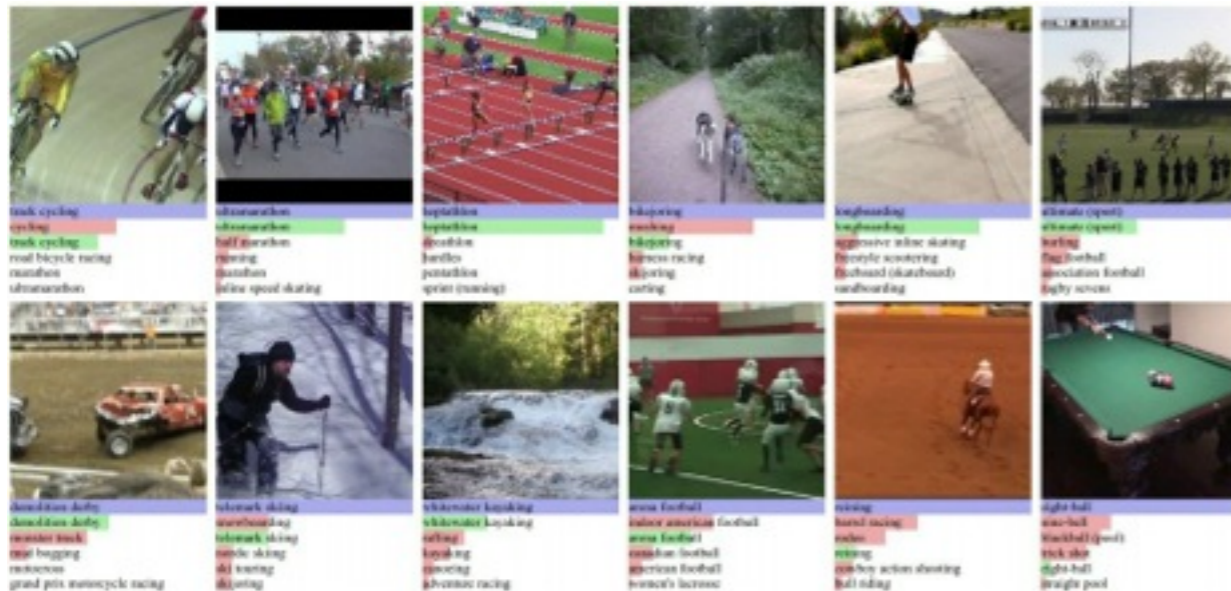 track cycling
cycling
track cycling
road bicycle racing
marathon
ultramarathon
ultramarathon
ultramarathon
half marathon
running
marathon
inline speed skating
heptathlon
heptathlon
decathlon
hurdles
pentathlon
sprint (running)
bikejoring
mushing
bikejoring
harness racing
skijoring
carting
longboarding
longboarding
aggressive inline skating
freestyle scootering
freeboard (skateboard)
sandboarding
ultimate (sport)
ultimate (sport)
hurling
flag football
association football
rugby sevens
demolition derby
demolition derby
monster truck
mud bogging
motocross
grand prix motorcycle racing
telemark skiing
snowboarding
telemark skiing
nordic skiing
ski touring
skijoring
whitewater kayaking
whitewater kayaking
rafting
kayaking
canoeing
adventure racing
arena football
indoor american football
arena football
canadian football
american football
women's lacrosse
reining
barrel racing
rodeo
reining
cowboy action shooting
bull riding
eight-ball
nine-ball
blackball (pool)
trick shot
eight-ball
straight pool